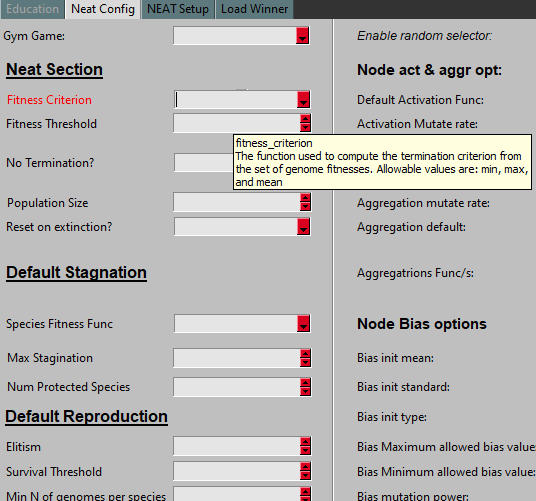 Education Neat Config NEAT Setup Load Winner
Gym Game: Enable random selector:
Neat Section Node act & aggr opt:
Fitness Criterion Default Activation Func:
Fitness Threshold Activation Mutate rate:
fitness_criterion
The function used to compute the termination criterion from
the set of genome fitnesses. Allowable values are: min, max,
and mean
No Termination?
Population Size Aggregation mutate rate:
Reset on extinction? Aggregation default:
Default Stagnation Aggregatrions Func/s:
Species Fitness Func Node Bias options
Max Stagination Bias init mean:
Num Protected Species Bias init standard:
Default Reproduction Bias init type:
Elitism Bias Maximum allowed bias value:
Survival Threshold Bias Minimum allowed bias value:
Min N of genomes per species Bias mutation power: